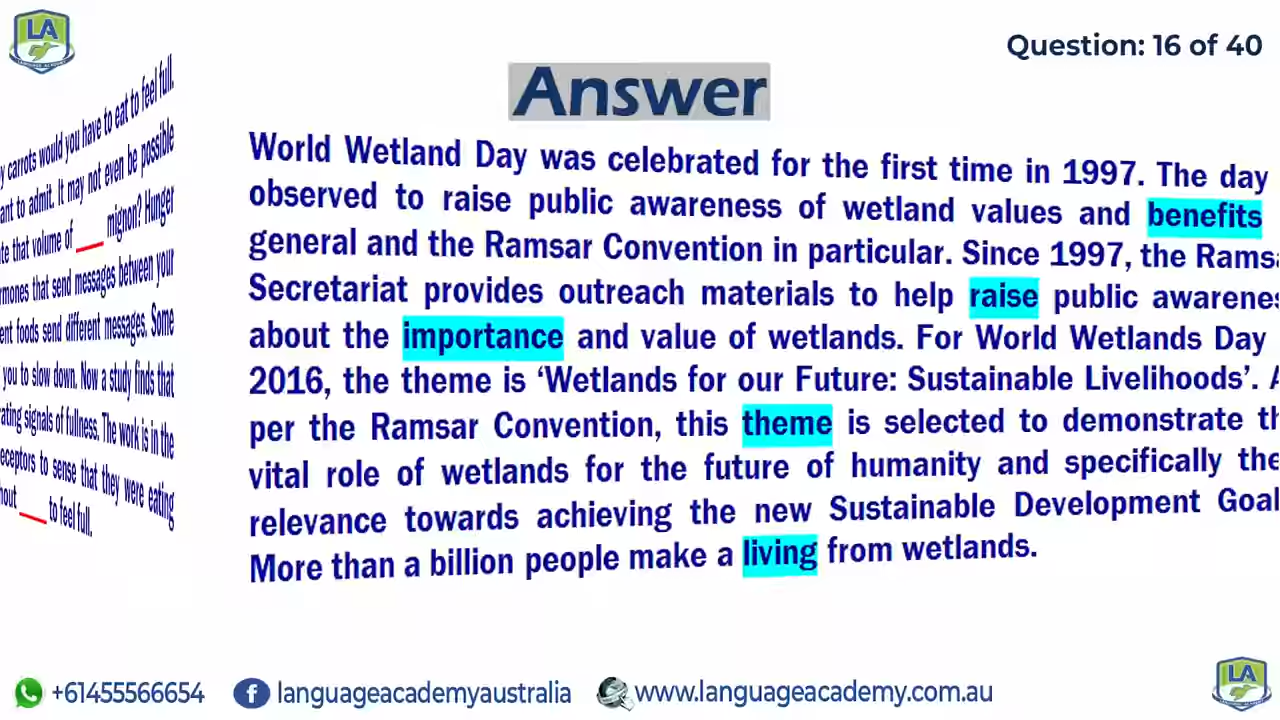 LA
LANGUAGE ACADEMY
Question: 16 of 40
Answer
carrots would you have to eat to feel full.
to admit. It may not even be possible
that volume of ___ mignon? Hunger
that send messages between your
foods send different messages. Some
you to slow down. Now a study finds that
signals of fullness. The work is in the
to sense that they were eating
___ to feel full.
World Wetland Day was celebrated for the first time in 1997. The day
observed to raise public awareness of wetland values and benefits
general and the Ramsar Convention in particular. Since 1997, the
Secretariat provides outreach materials to help raise public
about the importance and value of wetlands. For World Wetlands Day
2016, the theme is ‘Wetlands for our Future: Sustainable Livelihoods’.
per the Ramsar Convention, this theme is selected to demonstrate
vital role of wetlands for the future of humanity and specifically
relevance towards achieving the new Sustainable Development
More than a billion people make a living from wetlands.
+61455566654 languageacademyaustralia www.languageacademy.com.au